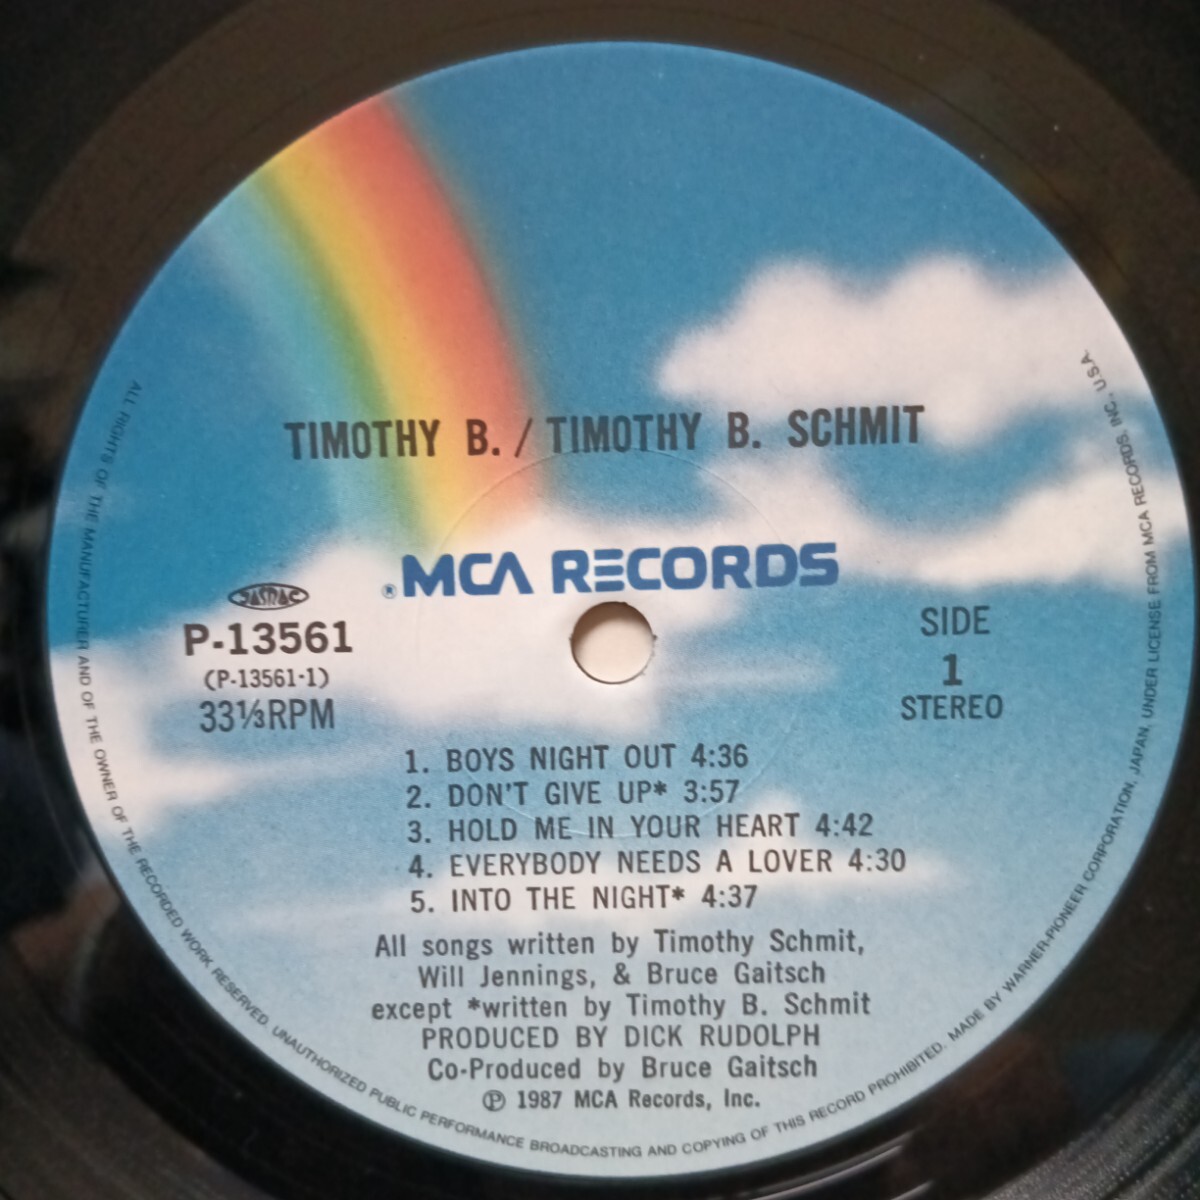 TIMOTHY B. / TIMOTHY B. SCHMIT
® MCA RECORDS
JASRAC
P-13561
(P-13561-1)
33⅓RPM
SIDE
1
STEREO
1. BOYS NIGHT OUT 4:36
2. DON'T GIVE UP* 3:57
3. HOLD ME IN YOUR HEART 4:42
4. EVERYBODY NEEDS A LOVER 4:30
5. INTO THE NIGHT* 4:37
All songs written by Timothy Schmit,
Will Jennings, & Bruce Gaitsch
except *written by Timothy B. Schmit
PRODUCED BY DICK RUDOLPH
Co-Produced by Bruce Gaitsch
Ⓟ 1987 MCA Records, Inc.
ALL RIGHTS OF THE MANUFACTURER AND OF THE OWNER OF THE RECORDED WORK RESERVED. UNAUTHORIZED PUBLIC PERFORMANCE BROADCASTING AND COPYING OF THIS RECORD PROHIBITED. MADE BY WARNER-PIONEER CORPORATION, JAPAN, UNDER LICENSE FROM MCA RECORDS, INC., U.S.A.